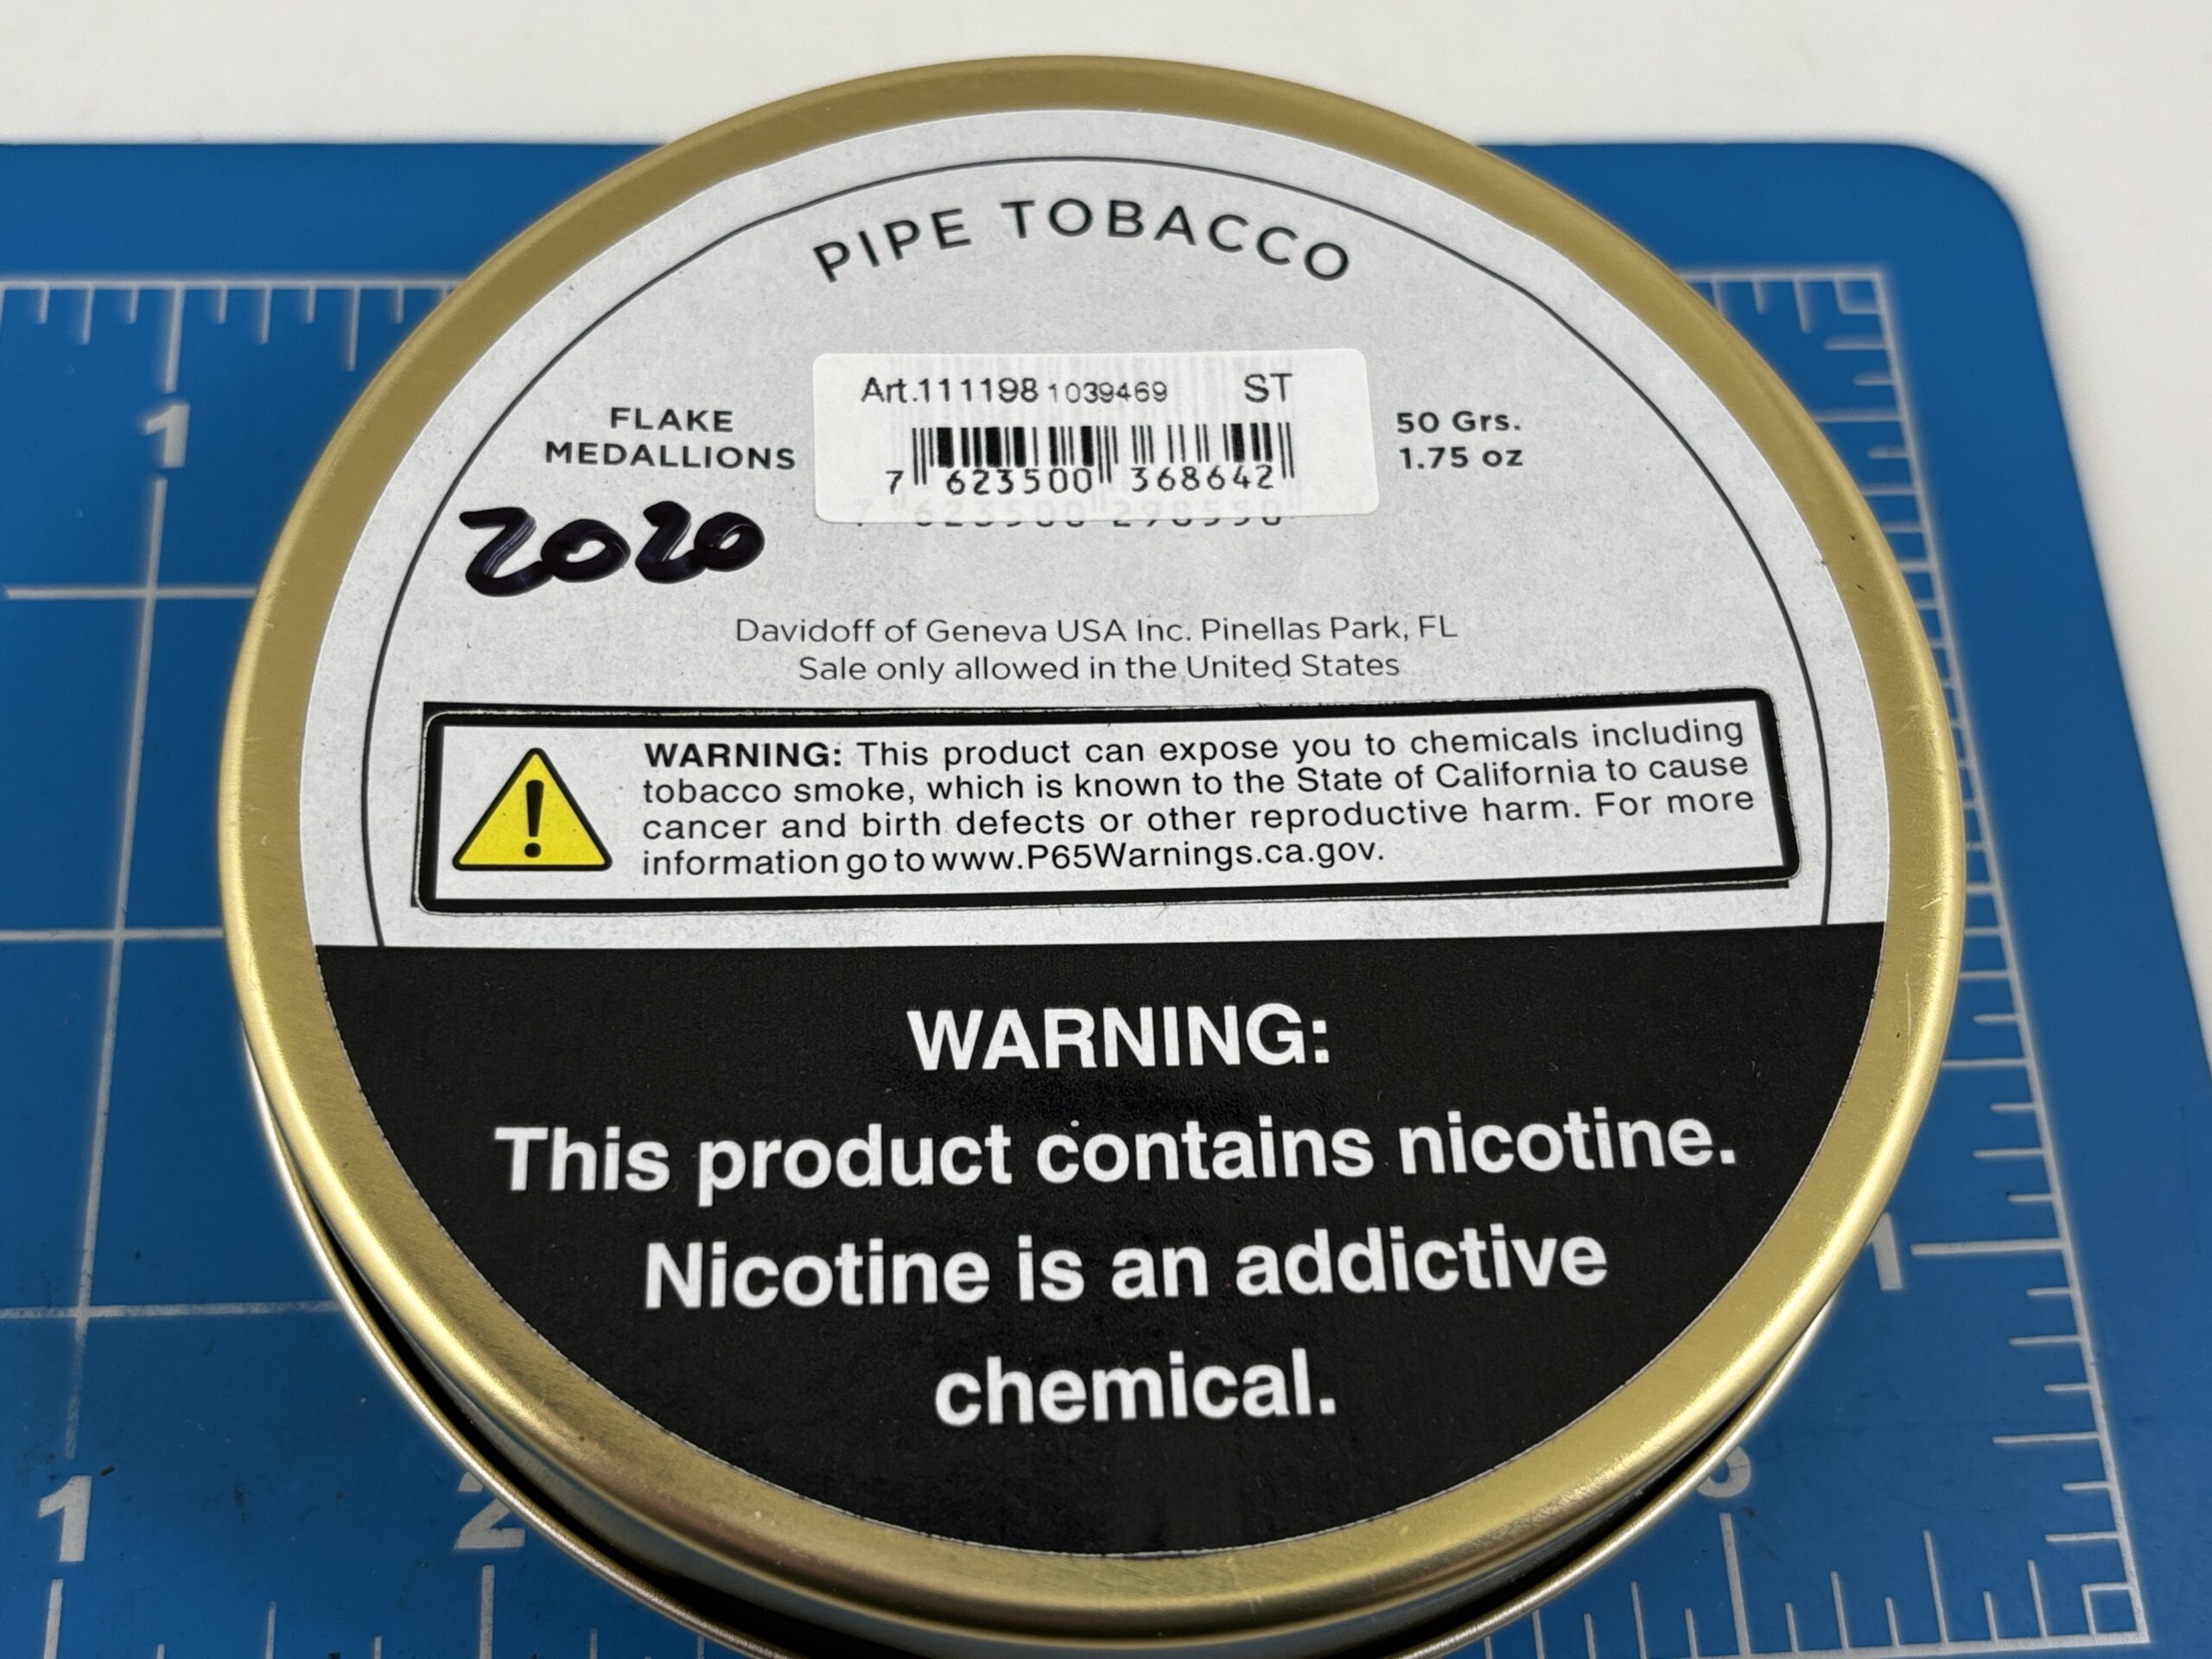 PIPE TOBACCO
Art.111198 1039469 ST
7 623500 368642
FLAKE
MEDALLIONS
50 Grs.
1.75 oz
2020
Davidoff of Geneva USA Inc. Pinellas Park, FL
Sale only allowed in the United States
WARNING: This product can expose you to chemicals including
tobacco smoke, which is known to the State of California to cause
cancer and birth defects or other reproductive harm. For more
information go to www.P65Warnings.ca.gov.
WARNING:
This product contains nicotine.
Nicotine is an addictive
chemical.
1
1
1
2